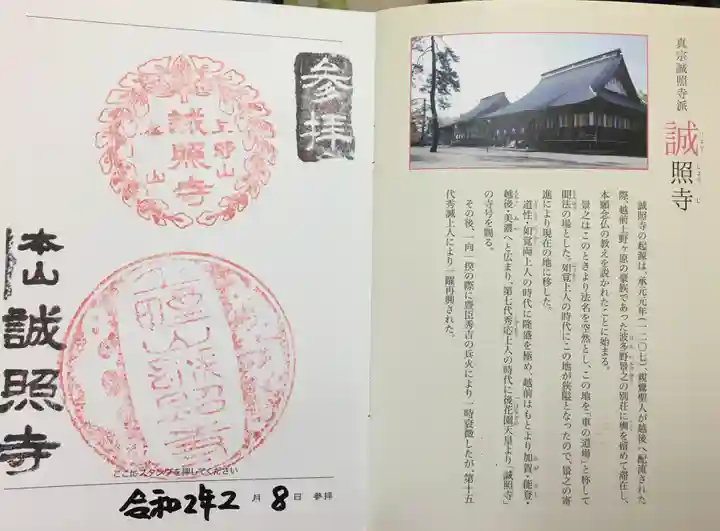 真宗誠照寺派
誠照寺
じょう しょう じ
誠照寺の起源は、承元元年（一二〇七）、親鸞聖人が越後へ配流された
際、越前上野ヶ原の豪族であった波多野景之の別荘に輿を留めて滞在し、
本願念仏の教えを説かれたことに始まる。
景之はこのときより法名を空然とし、この地を「車の道場」と称して
聞法の場とした。如覚上人の時代にこの地が狭隘となったので、景之の寄
進により現在の地に移した。
道性・如覚両上人の時代に隆盛を極め、越前はもとより加賀・能登・
越後・美濃へと広まり、第七代秀応上人の時代に後花園天皇より「誠照寺」
の寺号を賜る。
その後、一向一揆の際に豊臣秀吉の兵火により一時衰微したが、第十五
代秀誠上人により一躍再興された。
参拝
上野山
誠照寺
山
本山 誠照寺
ここにスタンプを押してください
令和2年2月8日 参拝